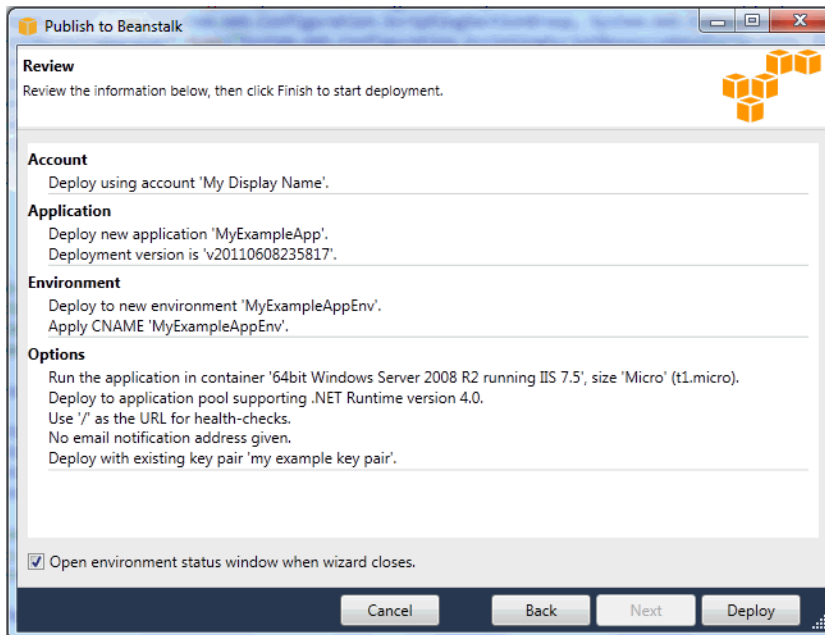 Publish to Beanstalk
Review
Review the information below, then click Finish to start deployment.
Account
Deploy using account 'My Display Name'.
Application
Deploy new application 'MyExampleApp'.
Deployment version is 'v20110608235817'.
Environment
Deploy to new environment 'MyExampleAppEnv'.
Apply CNAME 'MyExampleAppEnv'.
Options
Run the application in container '64bit Windows Server 2008 R2 running IIS 7.5', size 'Micro' (t1.micro).
Deploy to application pool supporting .NET Runtime version 4.0.
Use '/' as the URL for health-checks.
No email notification address given.
Deploy with existing key pair 'my example key pair'.
Open environment status window when wizard closes.
Cancel Back Next Deploy